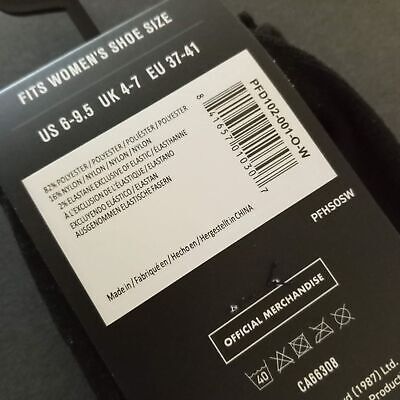 FITS WOMEN'S SHOE SIZE
US 6-9.5 UK 4-7 EU 37-41
82% POLYESTER / POLYESTER / POLIÉSTER / POLYESTER
16% NYLON / NYLON / NYLON / NYLON
2% ELASTANE EXCLUSIVE OF ELASTIC / ELASTHANNE
A L'EXCLUSION DE L'ELASTIQUE / ELASTANO
EXCLUYENDO ELÁSTICO / ELASTAN
AUSGENOMMEN ELASTISCHE FASERN
Made in / Fabriqué en / Hecho en / Hergestellt in CHINA
PFD102-001-O-W
PFHSOSW
OFFICIAL MERCHANDISE
40
CA66308
(1987) Ltd.